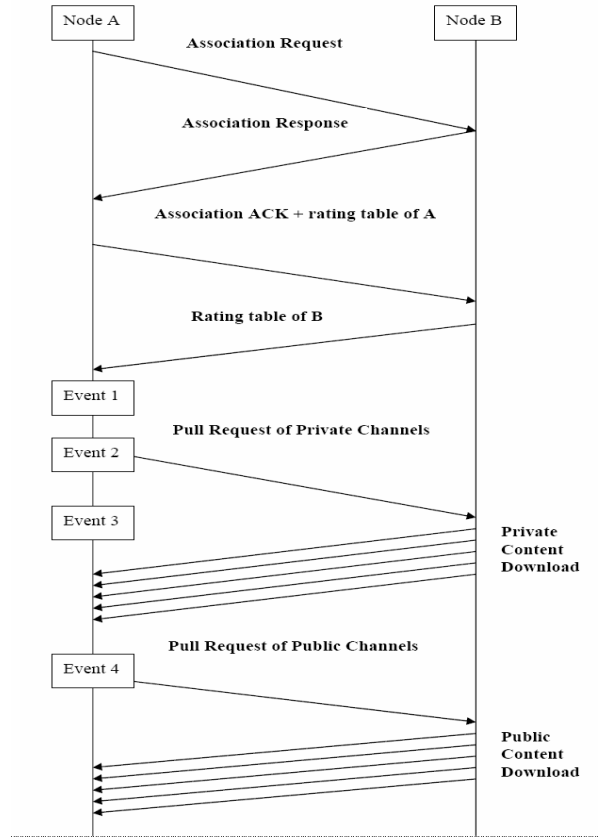 Node A
Node B
Association Request
Association Response
Association ACK + rating table of A
Rating table of B
Event 1
Pull Request of Private Channels
Event 2
Event 3
Private
Content
Download
Pull Request of Public Channels
Event 4
Public
Content
Download